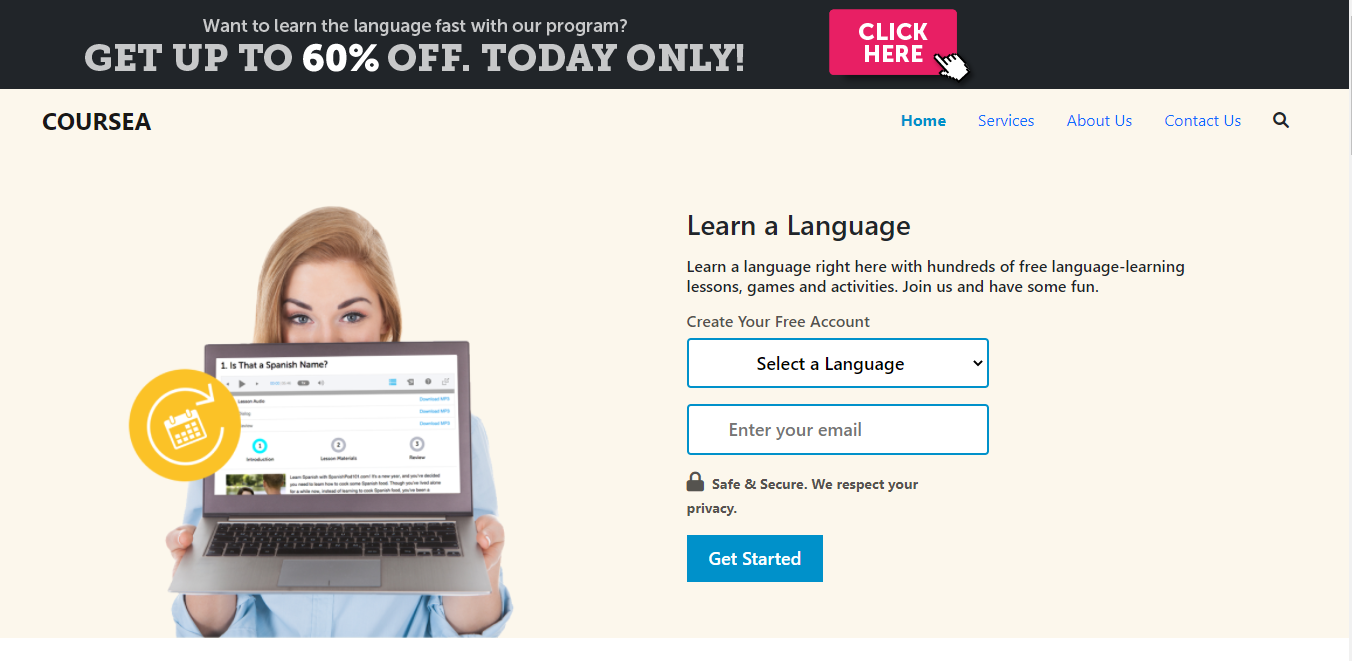 Want to learn the language fast with our program?
GET UP TO 60% OFF. TODAY ONLY!
CLICK
HERE
COURSEA
Home
Services
About Us
Contact Us
Learn a Language
Learn a language right here with hundreds of free language-learning
lessons, games and activities. Join us and have some fun.
Create Your Free Account
Select a Language
Enter your email
Safe & Secure. We respect your
privacy.
Get Started
1. Is That a Spanish Name?
Lesson Audio
Download MP3
Download MP3
Download MP3
1
2
3
Introduction
Lesson Materials
Review
Learn Spanish with SpanishPod101.com! It's a new year, and you've decided
you need to learn how to cook some Spanish food. Though you've lived alone
for a while now, instead of learning to cook Spanish food, you've been a